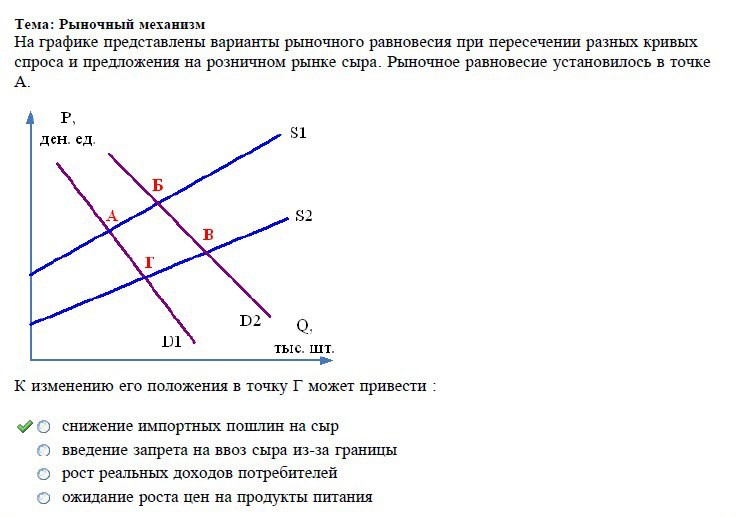 Тема: Рыночный механизм
На графике представлены варианты рыночного равновесия при пересечении разных кривых
спроса и предложения на розничном рынке сыра. Рыночное равновесие установилось в точке
А.
P,
ден. ед.
S1
Б
А
S2
В
Г
D2
Q,
D1
тыс. шт.
К изменению его положения в точку Г может привести :
снижение импортных пошлин на сыр
введение запрета на ввоз сыра из-за границы
рост реальных доходов потребителей
ожидание роста цен на продукты питания